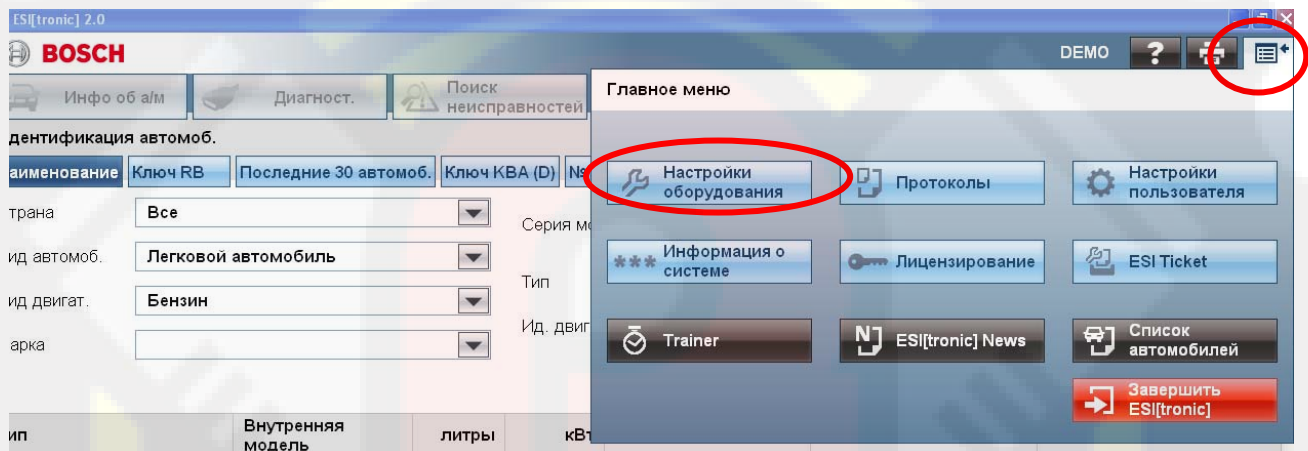 ESI[tronic] 2.0
BOSCH
DEMO
?
Инфо об а/м
Диагност.
Поиск
неисправностей
Главное меню
дентификация автомоб.
аименование
Ключ RB
Последние 30 автомоб.
Ключ KBA (D)
№
трана
Все
Серия мо
ид автомоб.
Легковой автомобиль
Тип
ид двигат.
Бензин
Ид. двиг
арка
Настройки
оборудования
Протоколы
Настройки
пользователя
Информация о
системе
Лицензирование
ESI Ticket
Trainer
ESI[tronic] News
Список
автомобилей
Завершить
ESI[tronic]
ип
Внутренняя
модель
литры
кВт